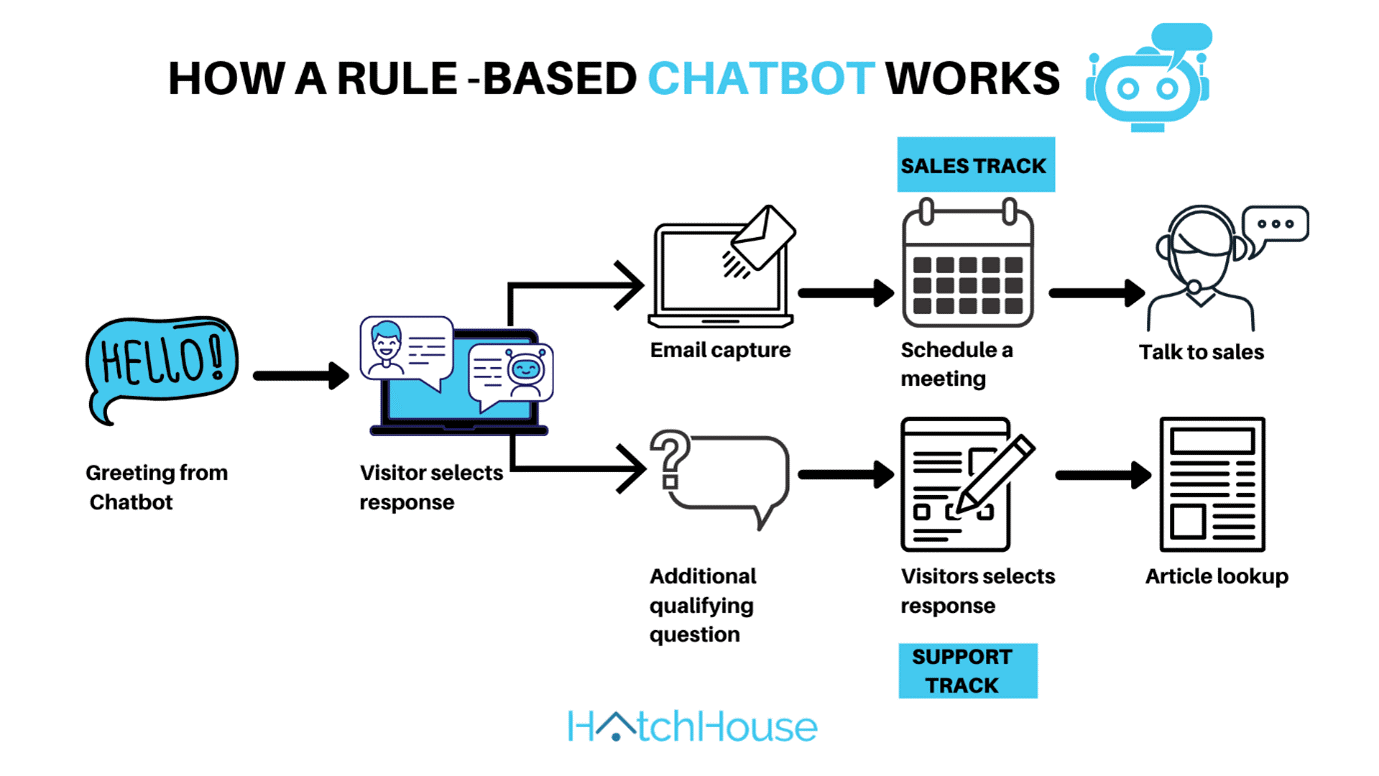 HOW A RULE -BASED CHATBOT WORKS
SALES TRACK
HELLO!
Greeting from
Chatbot
Visitor selects
response
Email capture
Schedule a
meeting
Talk to sales
Additional
qualifying
question
Visitors selects
response
Article lookup
SUPPORT
TRACK
HatchHouse